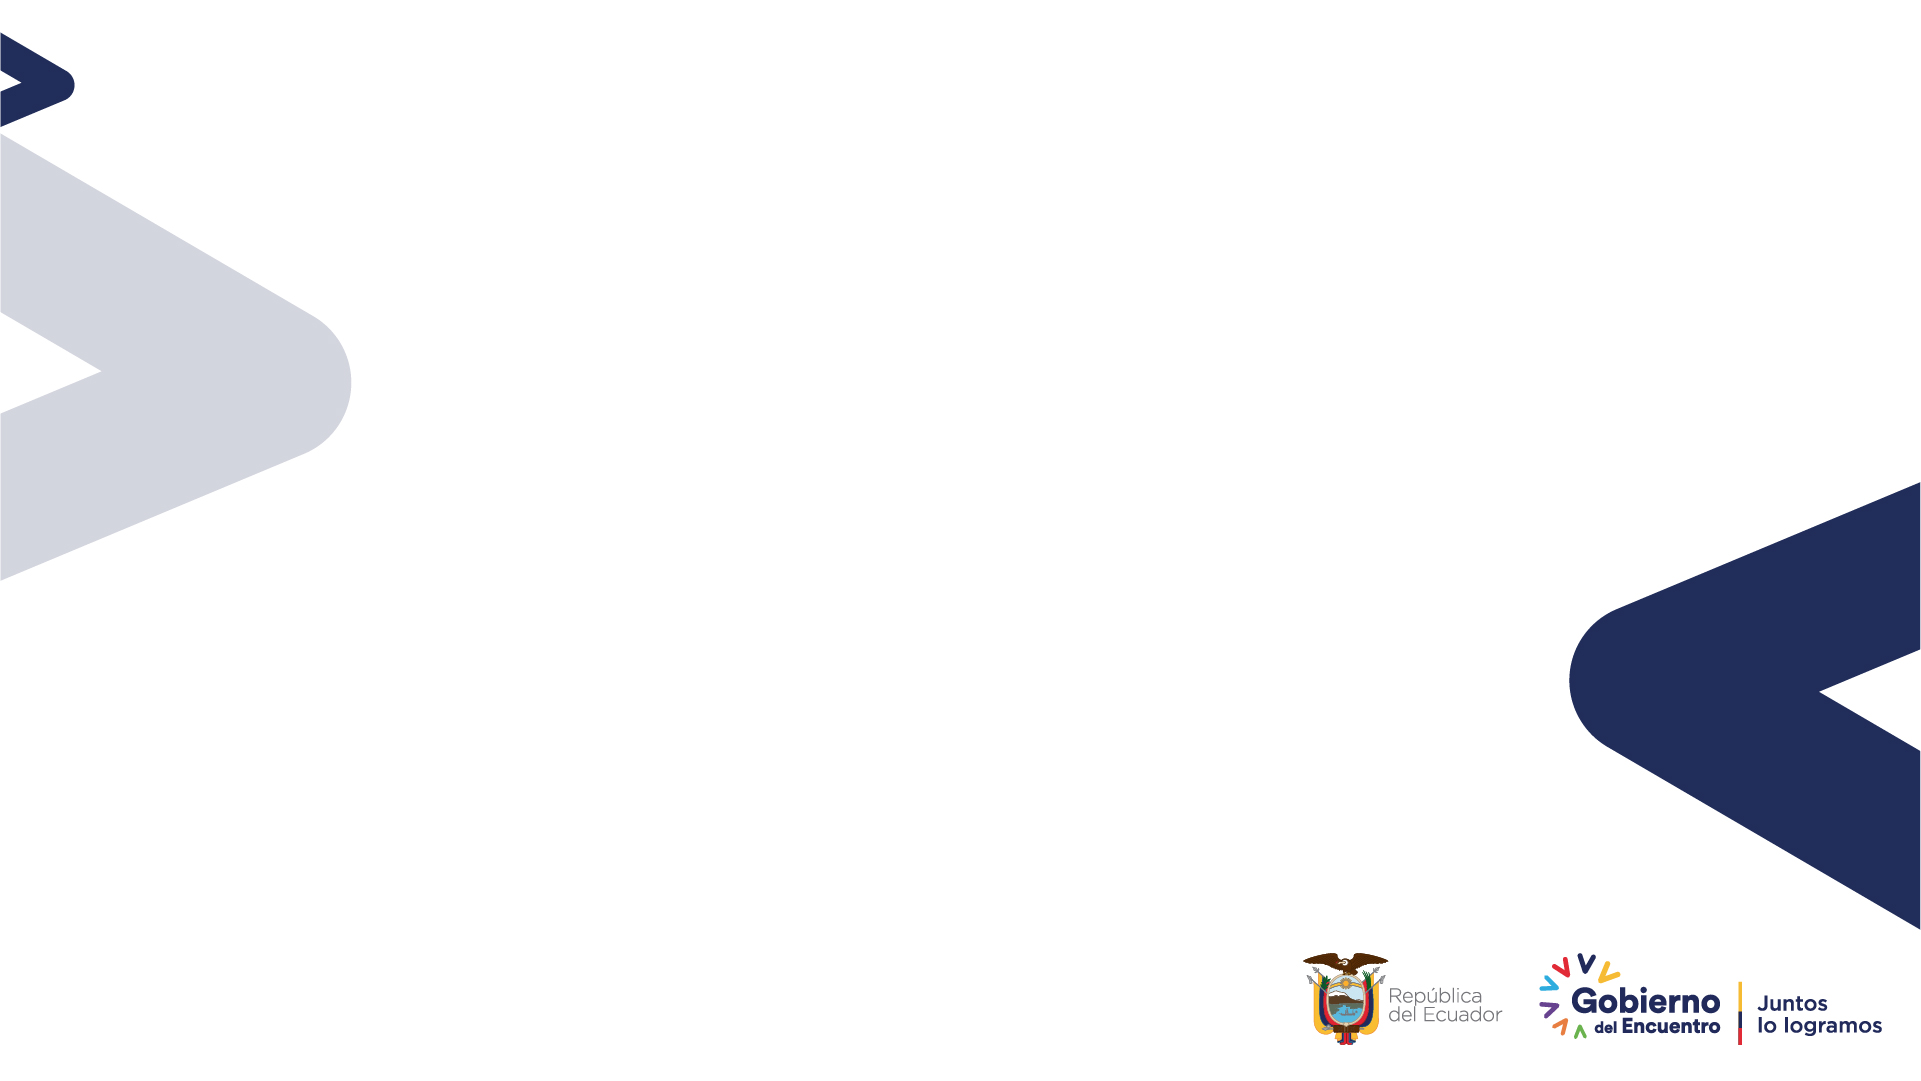 República
del Ecuador
Gobierno
del Encuentro
Juntos
lo logramos